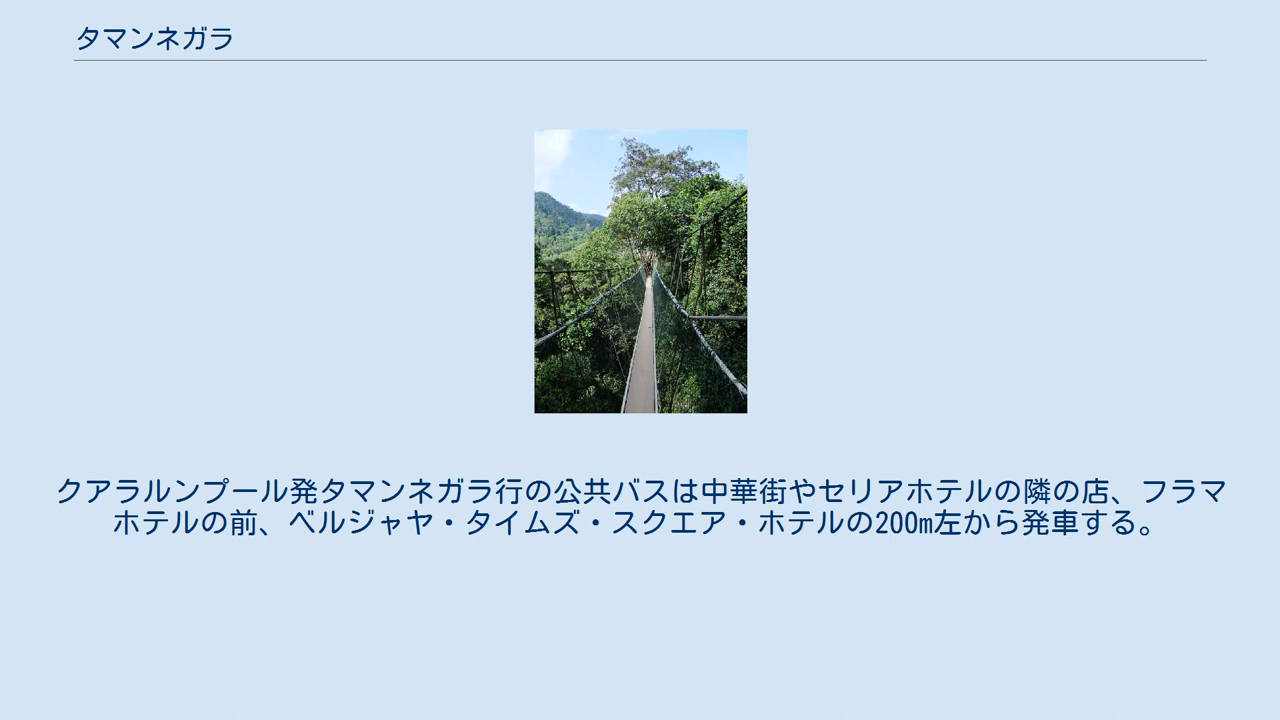 タマンネガラ
クアラルンプール発タマンネガラ行の公共バスは中華街やセリアホテルの隣の店、フラマ
ホテルの前、ベルジャヤ・タイムズ・スクエア・ホテルの200m左から発車する。